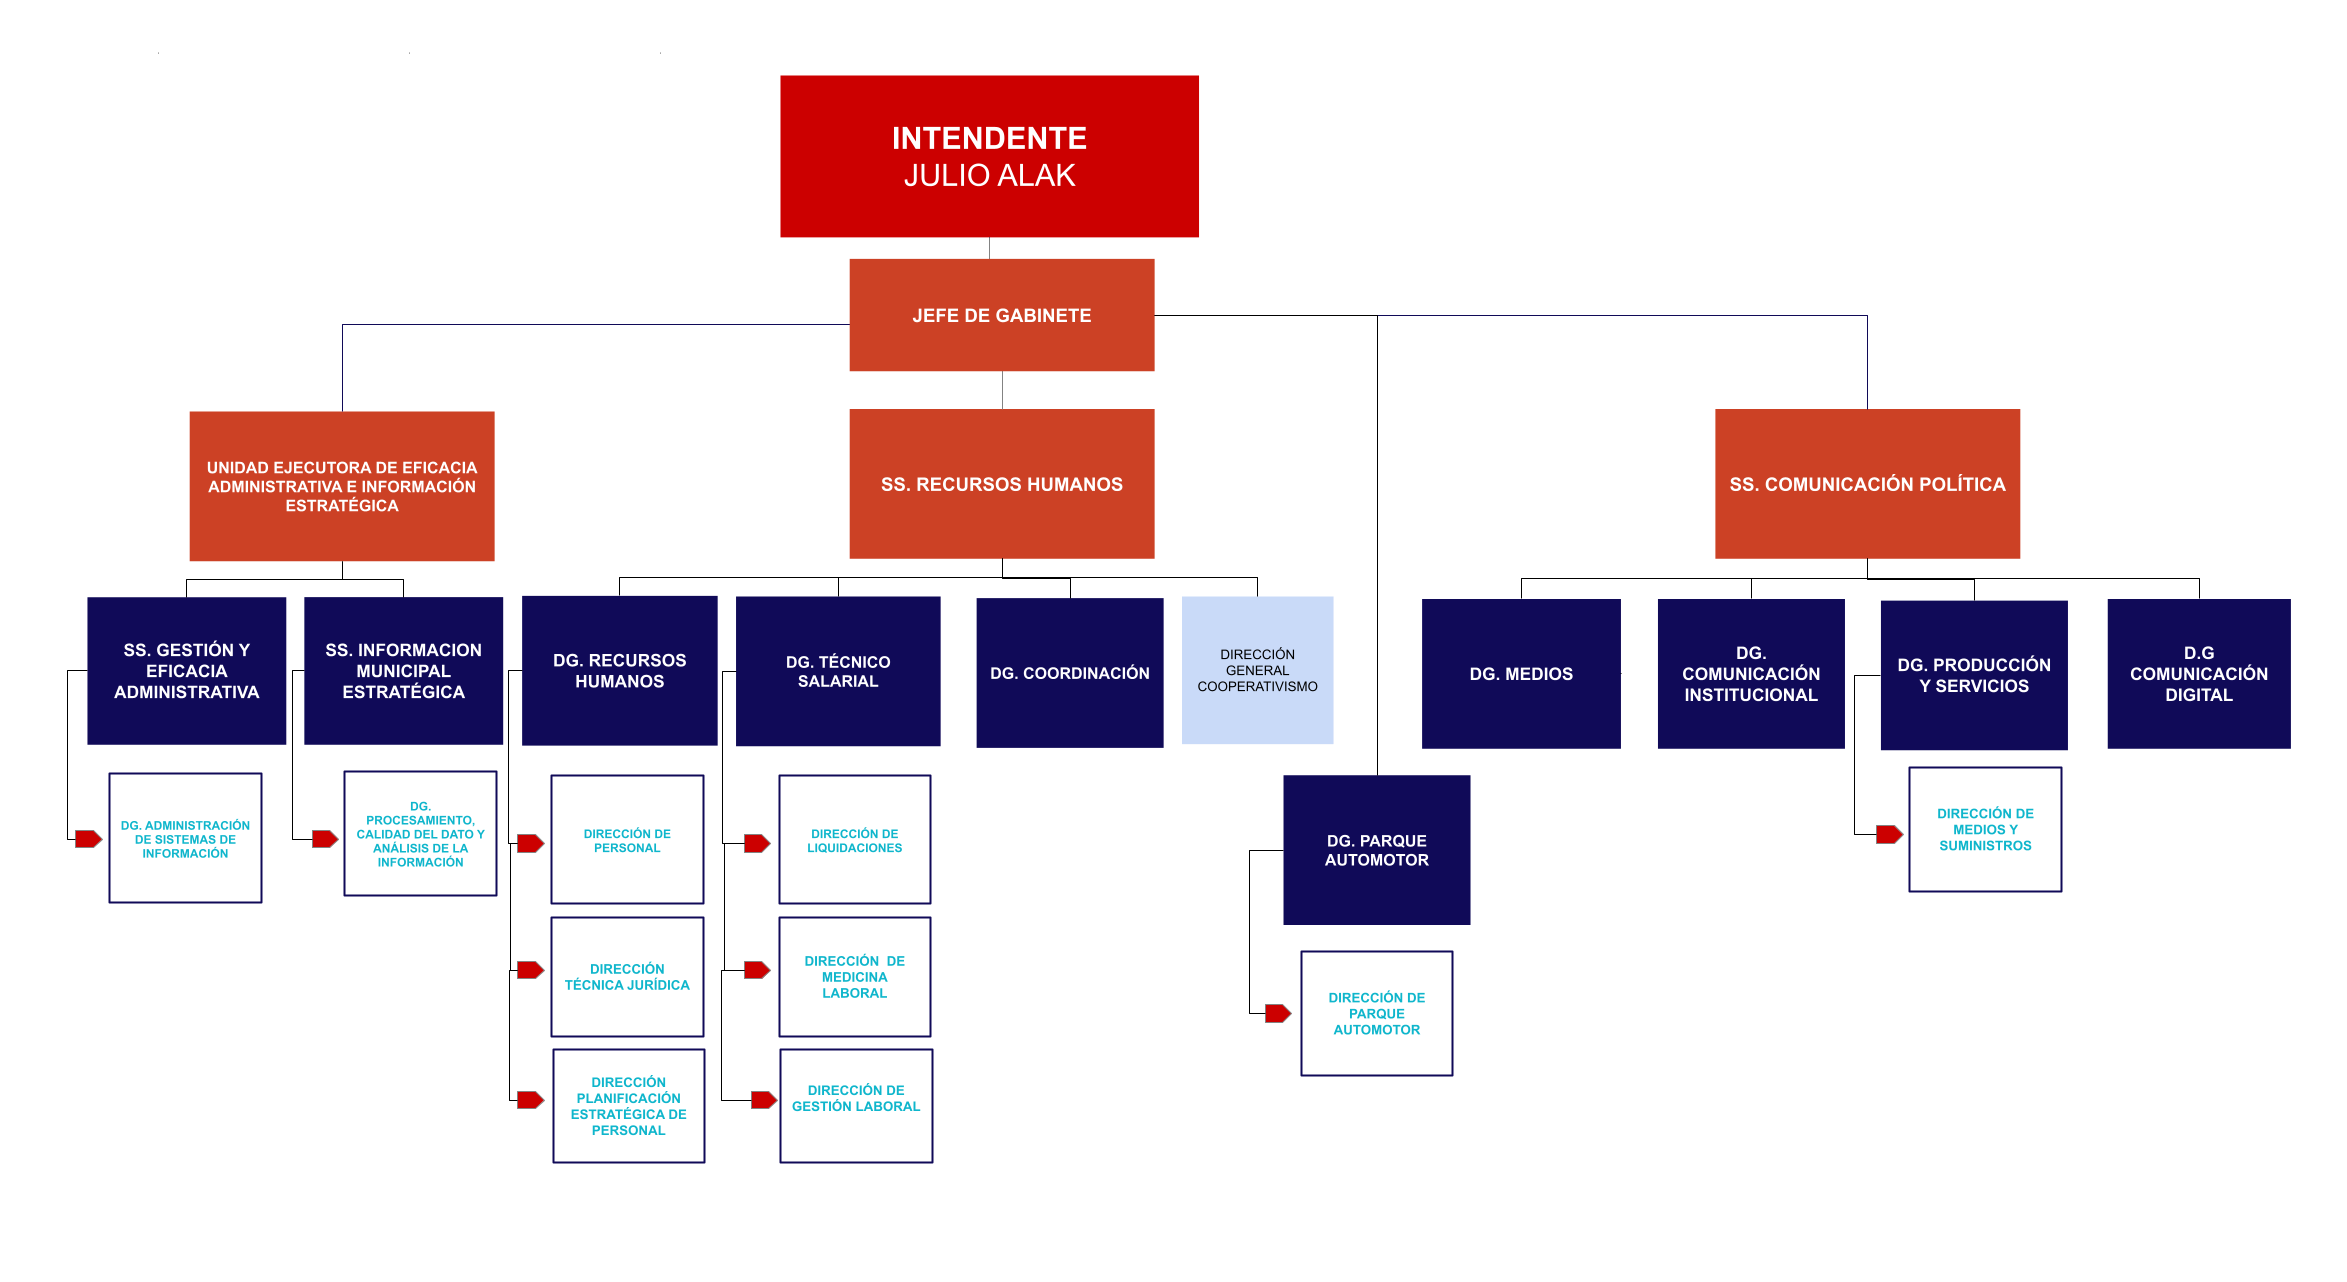 INTENDENTE
JULIO ALAK
JEFE DE GABINETE
UNIDAD EJECUTORA DE EFICACIA
ADMINISTRATIVA E INFORMACIÓN
ESTRATÉGICA
SS. RECURSOS HUMANOS
SS. COMUNICACIÓN POLÍTICA
SS. GESTIÓN Y
EFICACIA
ADMINISTRATIVA
SS. INFORMACION
MUNICIPAL
ESTRATÉGICA
DG. RECURSOS
HUMANOS
DG. TÉCNICO
SALARIAL
DG. COORDINACIÓN
DIRECCIÓN
GENERAL
COOPERATIVISMO
DG. MEDIOS
DG.
COMUNICACIÓN
INSTITUCIONAL
DG. PRODUCCIÓN
Y SERVICIOS
D.G
COMUNICACIÓN
DIGITAL
DG. ADMINISTRACIÓN
DE SISTEMAS DE
INFORMACIÓN
DG.
PROCESAMIENTO,
CALIDAD DEL DATO Y
ANÁLISIS DE LA
INFORMACIÓN
DIRECCIÓN DE
PERSONAL
DIRECCIÓN DE
LIQUIDACIONES
DG. PARQUE
AUTOMOTOR
DIRECCIÓN DE
MEDIOS Y
SUMINISTROS
DIRECCIÓN
TÉCNICA JURÍDICA
DIRECCIÓN  DE
MEDICINA
LABORAL
DIRECCIÓN DE
PARQUE
AUTOMOTOR
DIRECCIÓN
PLANIFICACIÓN
ESTRATÉGICA DE
PERSONAL
DIRECCIÓN DE
GESTIÓN LABORAL